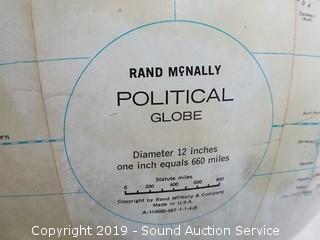 RAND McNALLY
POLITICAL
GLOBE
Diameter 12 inches
one inch equals 660 miles
Statute miles
0 200 400 600 800
Copyright by Rand McNally & Company
Made in U.S.A.
Copyright 2019 - Sound Auction Service